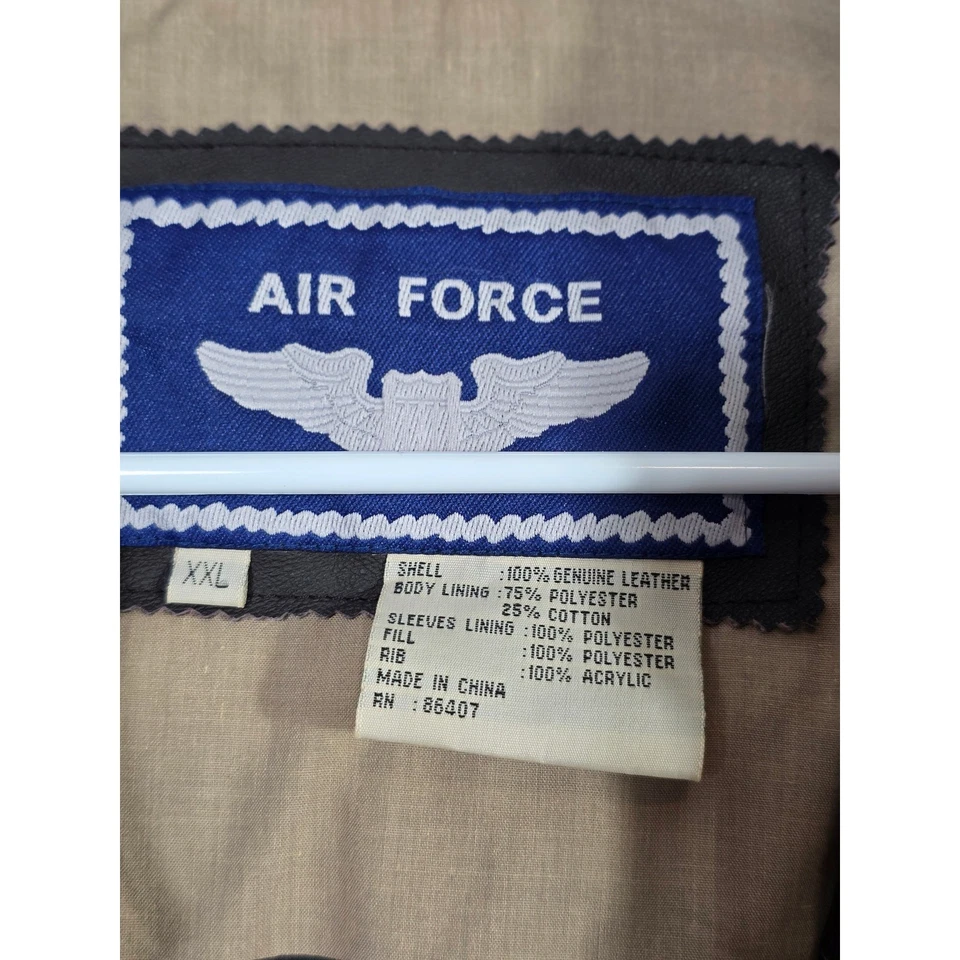 AIR FORCE
XXL
SHELL :100% GENUINE LEATHER
BODY LINING :75% POLYESTER
25% COTTON
SLEEVES LINING :100% POLYESTER
FILL :100% POLYESTER
RIB :100% ACRYLIC
MADE IN CHINA
RN : 86407